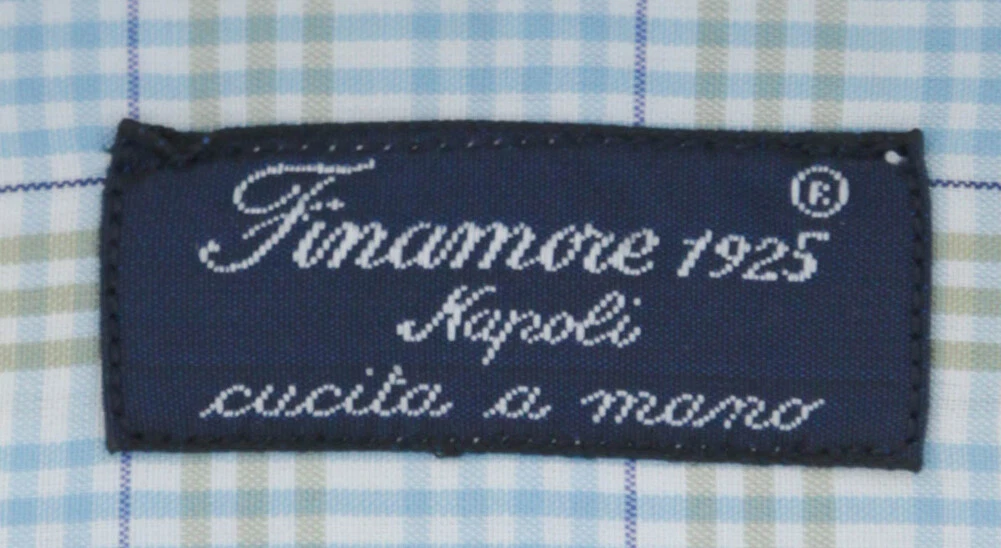 Finamore 1925 ®
Napoli
cucita a mano